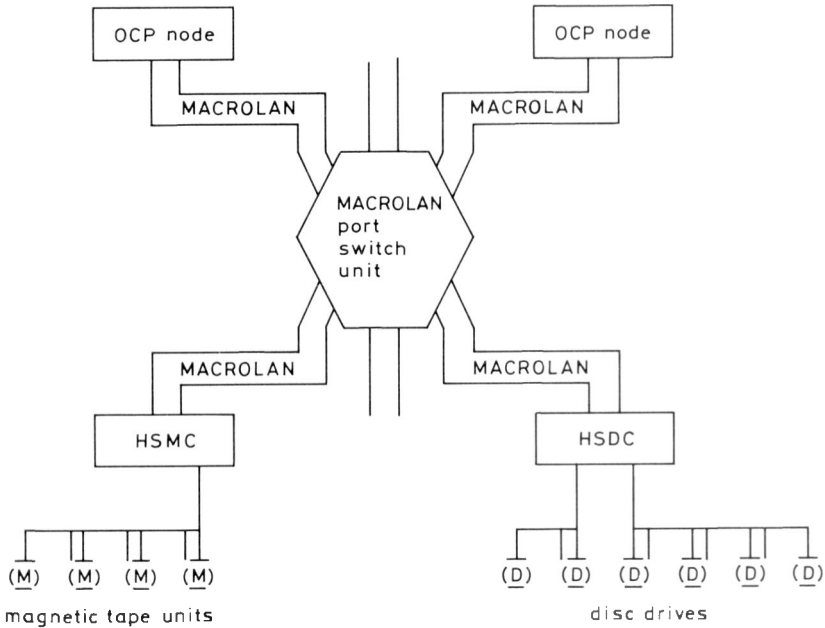 OCP node
OCP node
MACROLAN
MACROLAN
MACROLAN
port
switch
unit
MACROLAN
MACROLAN
HSMC
HSDC
(M) (M) (M) (M)
(D) (D) (D) (D) (D) (D)
magnetic tape units
disc drives